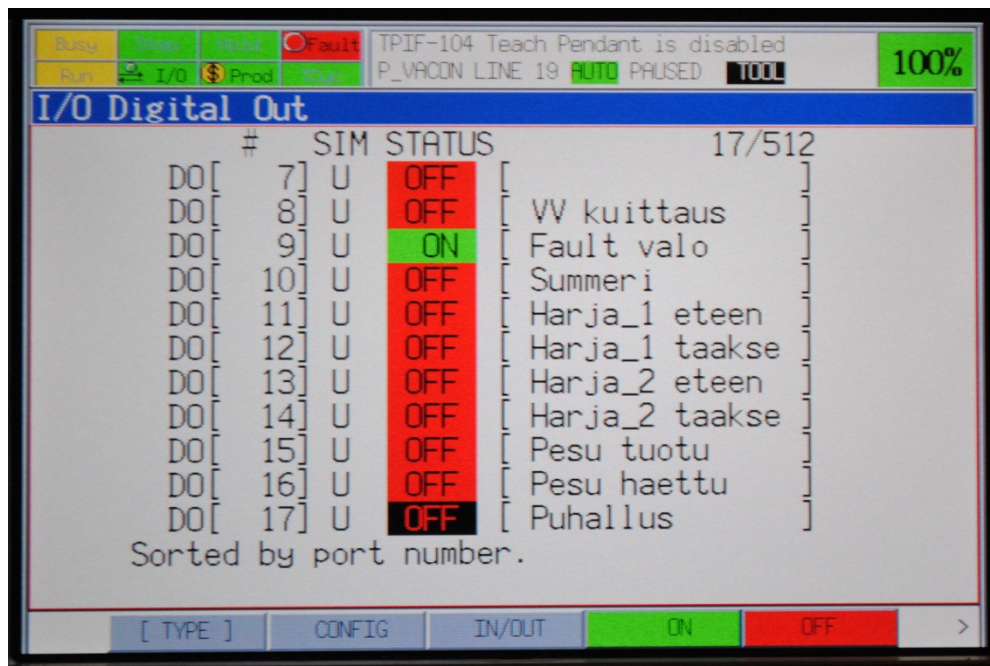 Busy Step Hold Fault TPIF-104 Teach Pendant is disabled
Run I/O Prod P_VACON LINE 19 AUTO PAUSED TOOL 100%
I/O Digital Out
# SIM STATUS 17/512
DO[ 7] U OFF [ ]
DO[ 8] U OFF [ VV kuittaus ]
DO[ 9] U ON [ Fault valo ]
DO[ 10] U OFF [ Summeri ]
DO[ 11] U OFF [ Harja_1 eteen ]
DO[ 12] U OFF [ Harja_1 taakse ]
DO[ 13] U OFF [ Harja_2 eteen ]
DO[ 14] U OFF [ Harja_2 taakse ]
DO[ 15] U OFF [ Pesu tuotu ]
DO[ 16] U OFF [ Pesu haettu ]
DO[ 17] U OFF [ Puhallus ]
Sorted by port number.
[ TYPE ] CONFIG IN/OUT ON OFF >